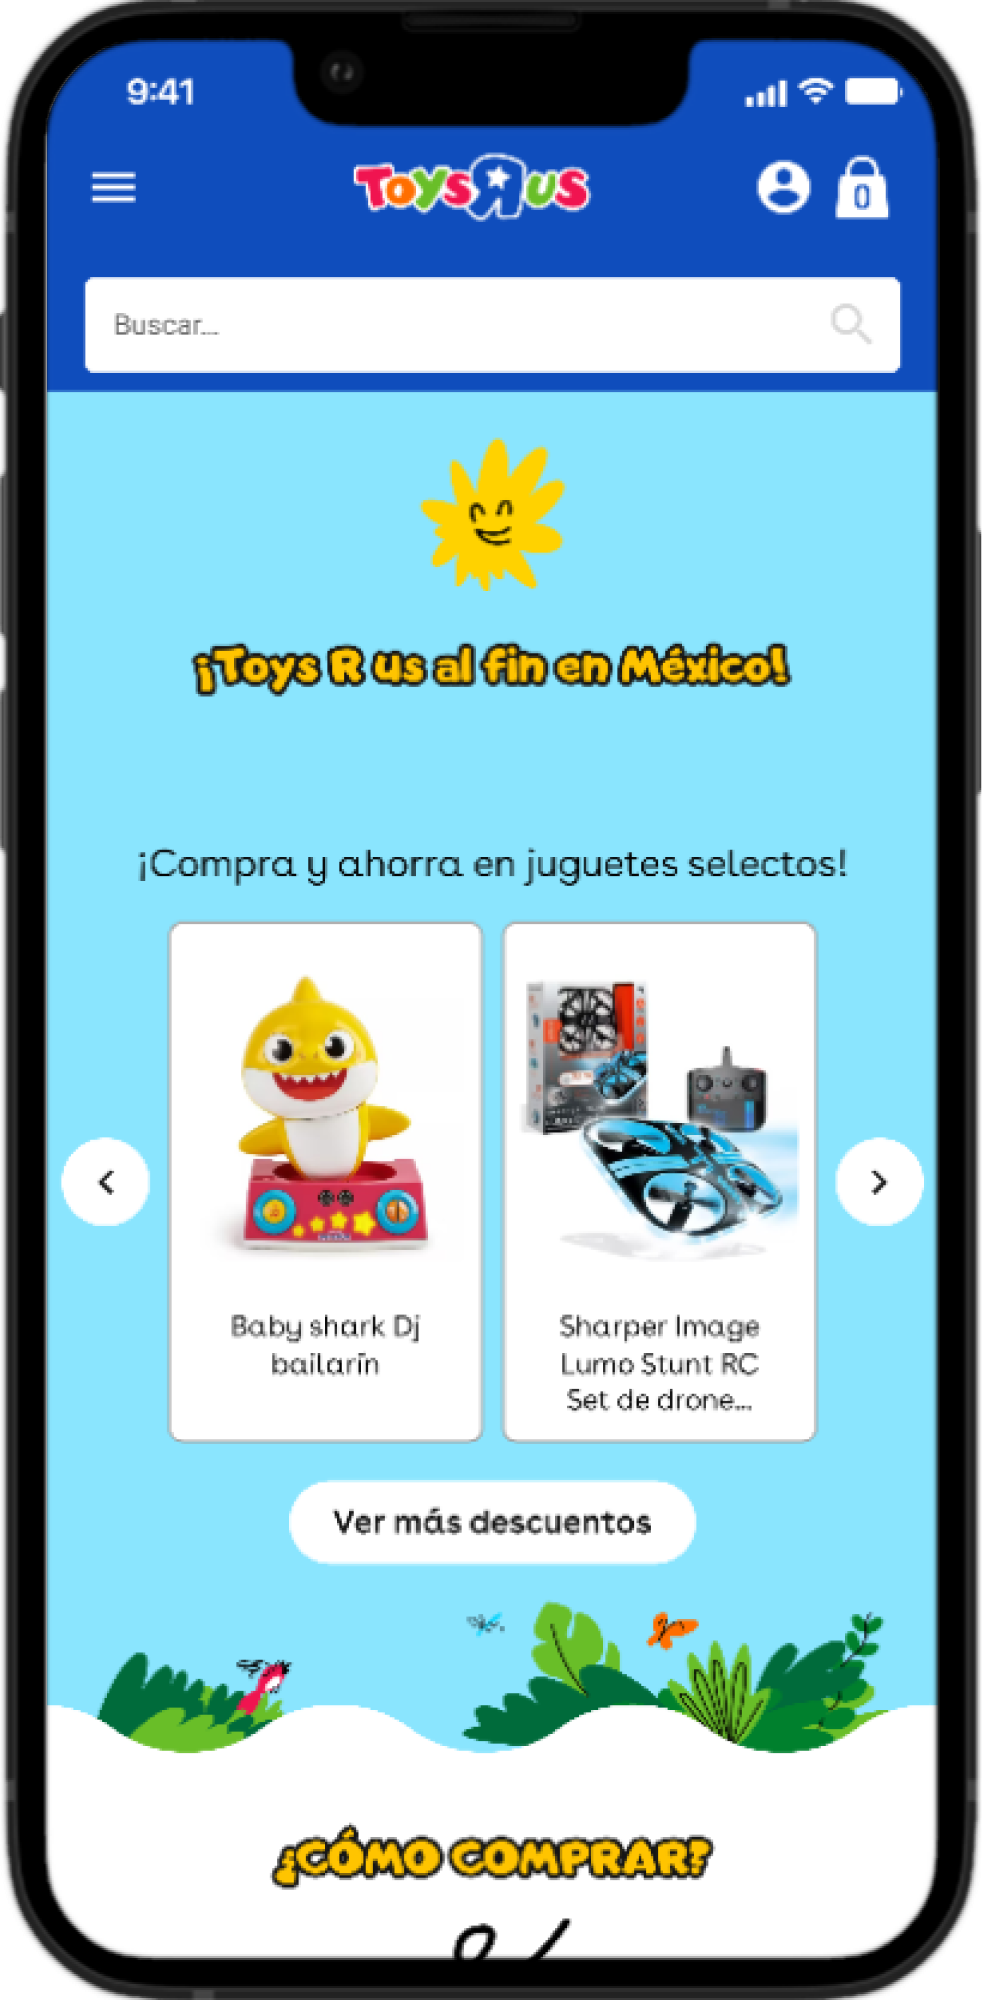 9:41
ToysRus
0
Buscar...
¡Toys R us al fin en México!
¡Compra y ahorra en juguetes selectos!
Baby shark Dj
bailarín
Sharper Image
Lumo Stunt RC
Set de drone...
Ver más descuentos
¿CÓMO COMPRAR?